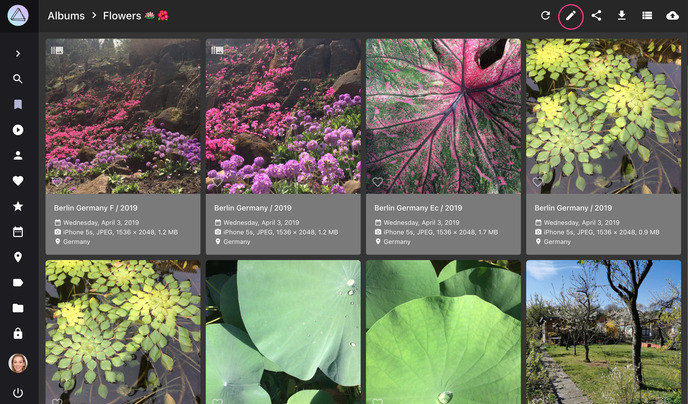 Albums > Flowers 🪷 🌺
Berlin Germany F / 2019
Wednesday, April 3, 2019
iPhone 5s, JPEG, 1536 × 2048, 1.2 MB
Germany
Berlin Germany / 2019
Wednesday, April 3, 2019
iPhone 5s, JPEG, 1536 × 2048, 1.2 MB
Germany
Berlin Germany Ec / 2019
Wednesday, April 3, 2019
iPhone 5s, JPEG, 1536 × 2048, 1.7 MB
Germany
Berlin Germany / 2019
Wednesday, April 3, 2019
iPhone 5s, JPEG, 1536 × 2048, 0.9 MB
Germany